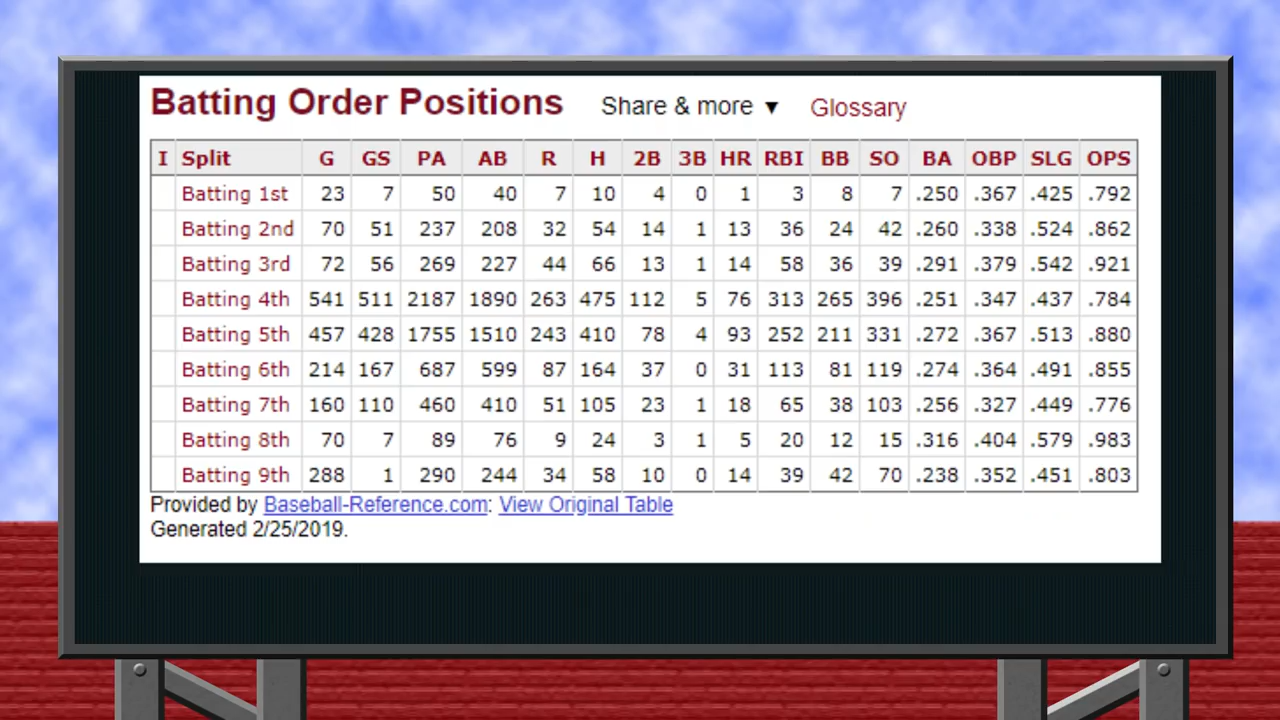 Batting Order Positions Share & more ▼ Glossary
I Split G GS PA AB R H 2B 3B HR RBI BB SO BA OBP SLG OPS
Batting 1st 23 7 50 40 7 10 4 0 1 3 8 7 .250 .367 .425 .792
Batting 2nd 70 51 237 208 32 54 14 1 13 36 24 42 .260 .338 .524 .862
Batting 3rd 72 56 269 227 44 66 13 1 14 58 36 39 .291 .379 .542 .921
Batting 4th 541 511 2187 1890 263 475 112 5 76 313 265 396 .251 .347 .437 .784
Batting 5th 457 428 1755 1510 243 410 78 4 93 252 211 331 .272 .367 .513 .880
Batting 6th 214 167 687 599 87 164 37 0 31 113 81 119 .274 .364 .491 .855
Batting 7th 160 110 460 410 51 105 23 1 18 65 38 103 .256 .327 .449 .776
Batting 8th 70 7 89 76 9 24 3 1 5 20 12 15 .316 .404 .579 .983
Batting 9th 288 1 290 244 34 58 10 0 14 39 42 70 .238 .352 .451 .803
Provided by Baseball-Reference.com: View Original Table
Generated 2/25/2019.